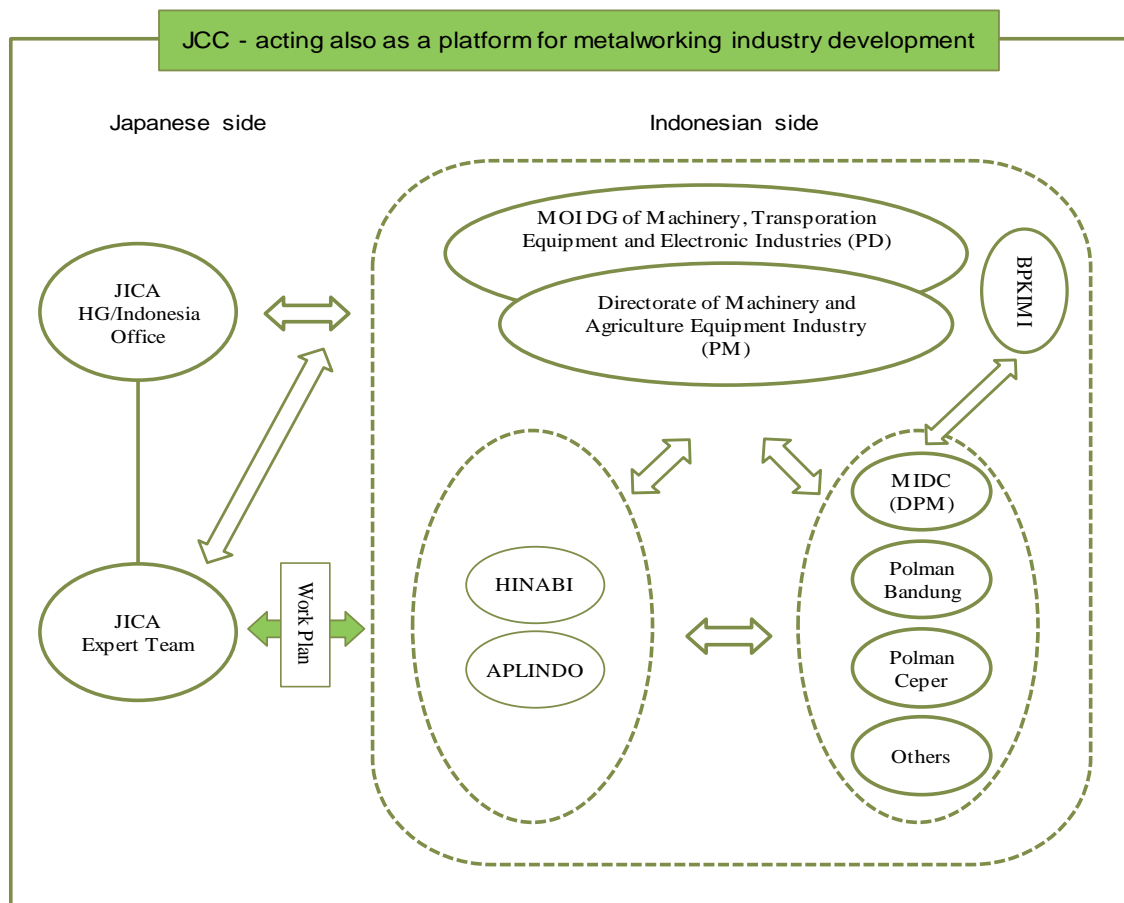 JCC - acting also as a platform for metalworking industry development
Japanese side
Indonesian side
MOIDG of Machinery, Transporation
Equipment and Electronic Industries (PD)
BPKIMI
JICA
HG/Indonesia
Office
Directorate of Machinery and
Agriculture Equipment Industry
(PM)
MIDC
(DPM)
HINABI
Polman
Bandung
JICA
Expert Team
Work Plan
APLINDO
Polman
Ceper
Others